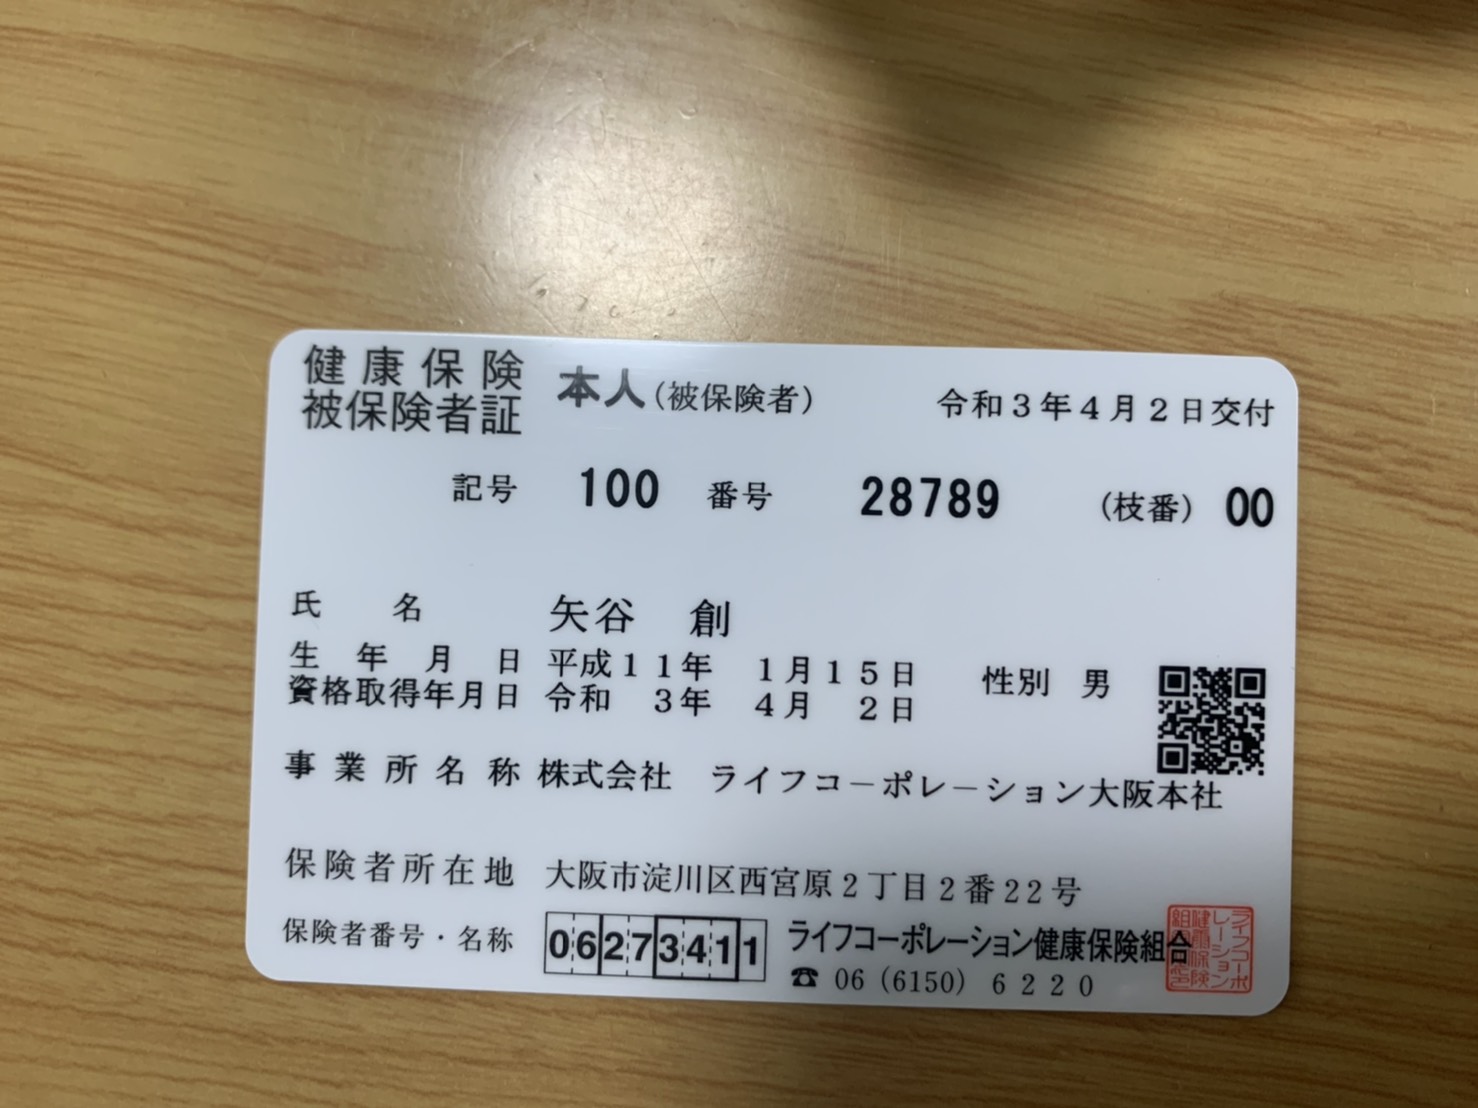 健康保険
被保険者証
本人(被保険者)
令和3年4月2日交付
記号 100 番号 28789 (枝番) 00
氏名 矢谷 創
生年月日 平成11年 1月15日 性別 男
資格取得年月日 令和 3年 4月 2日
事業所名称 株式会社 ライフコーポレーション大阪本社
保険者所在地 大阪市淀川区西宮原2丁目2番22号
保険者番号・名称 06273411 ライフコーポレーション健康保険組合
☎ 06(6150)6220